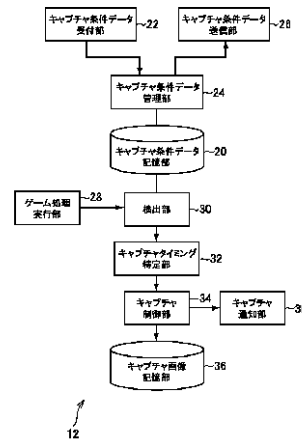 キャプチャ条件データ
受付部
22
キャプチャ条件データ
送信部
26
キャプチャ条件データ
管理部
24
キャプチャ条件データ
記憶部
20
ゲーム処理
実行部
28
検出部
30
キャプチャタイミング
特定部
32
キャプチャ
制御部
34
キャプチャ
通知部
キャプチャ画像
記憶部
36
12